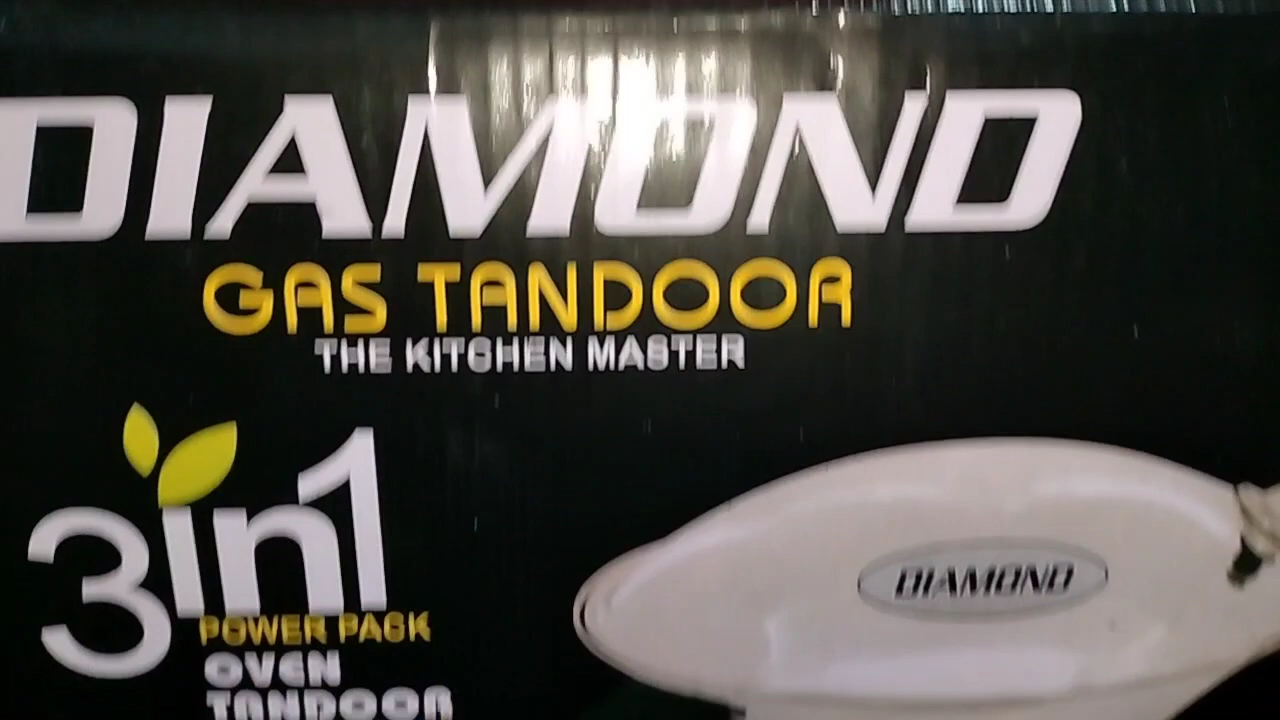 DIAMOND
GAS TANDOOR
THE KITCHEN MASTER
3in1
POWER PACK
OVEN
TANDOOR
DIAMOND